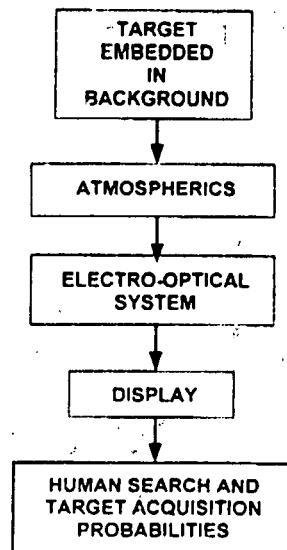 TARGET
EMBEDDED
IN
BACKGROUND
ATMOSPHERICS
ELECTRO-OPTICAL
SYSTEM
DISPLAY
HUMAN SEARCH AND
TARGET ACQUISITION
PROBABILITIES